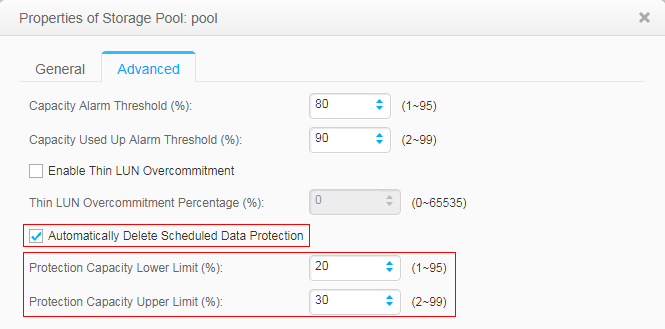 Properties of Storage Pool: pool
General Advanced
Capacity Alarm Threshold (%): 80 (1~95)
Capacity Used Up Alarm Threshold (%): 90 (2~99)
Enable Thin LUN Overcommitment
Thin LUN Overcommitment Percentage (%): 0 (0~65535)
Automatically Delete Scheduled Data Protection
Protection Capacity Lower Limit (%): 20 (1~95)
Protection Capacity Upper Limit (%): 30 (2~99)